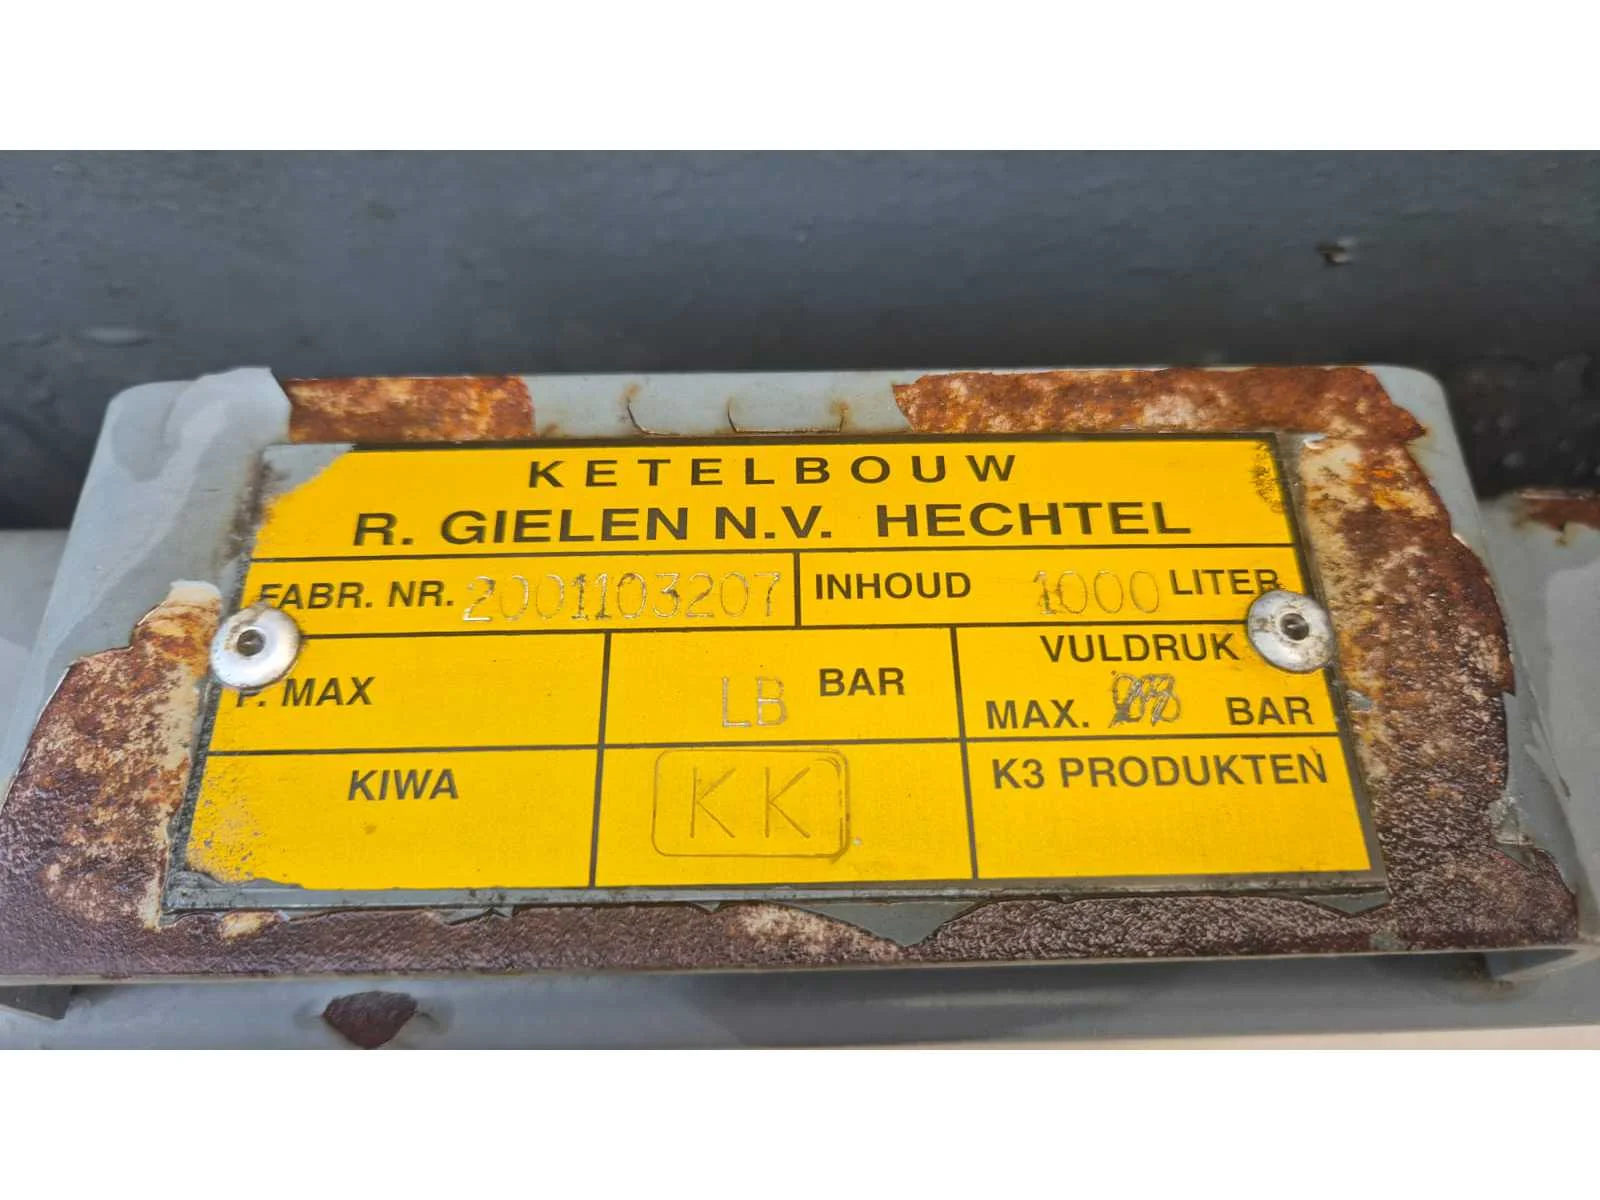 KETELBOUW
R. GIELEN N.V. HECHTEL
FABR. NR. 2001103207 INHOUD 1000 LITER
P. MAX LB BAR VULDRUK
MAX. BAR
KIWA KK K3 PRODUKTEN